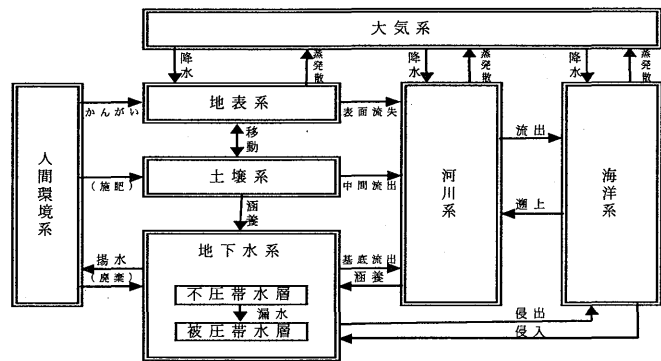 大気系
降水
蒸発散
降水
蒸発散
降水
蒸発散
人間環境系
かんがい
地表系
表面流失
移動
(施肥)
土壌系
中間流出
涵養
河川系
流出
遡上
海洋系
地下水系
揚水
(廃棄)
基底流出
涵養
不圧帯水層
漏水
被圧帯水層
侵出
侵入